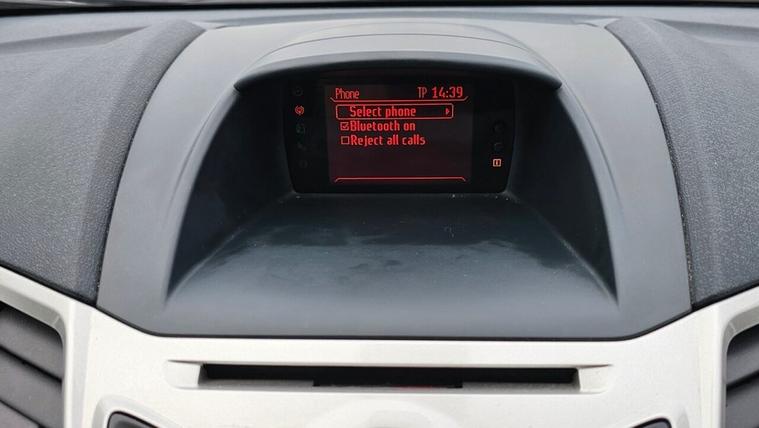 Phone TP 14:39
Select phone
Bluetooth on
Reject all calls